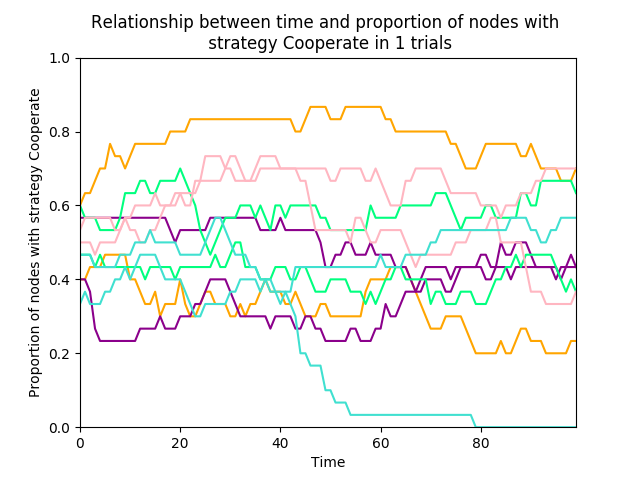 Relationship between time and proportion of nodes with
strategy Cooperate in 1 trials
Proportion of nodes with strategy Cooperate
1.0
0.8
0.6
0.4
0.2
0.0
0 20 40 60 80
Time